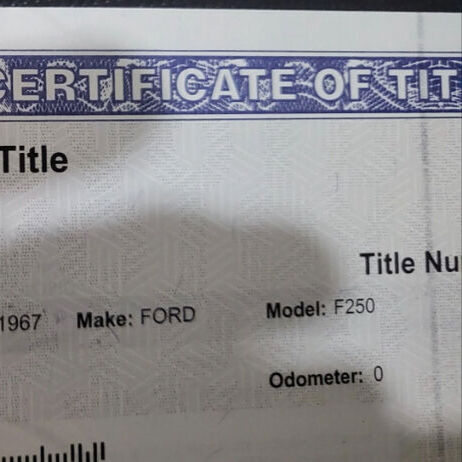 CERTIFICATE OF TIT
Title
Title Nu
1967 Make: FORD Model: F250
Odometer: 0